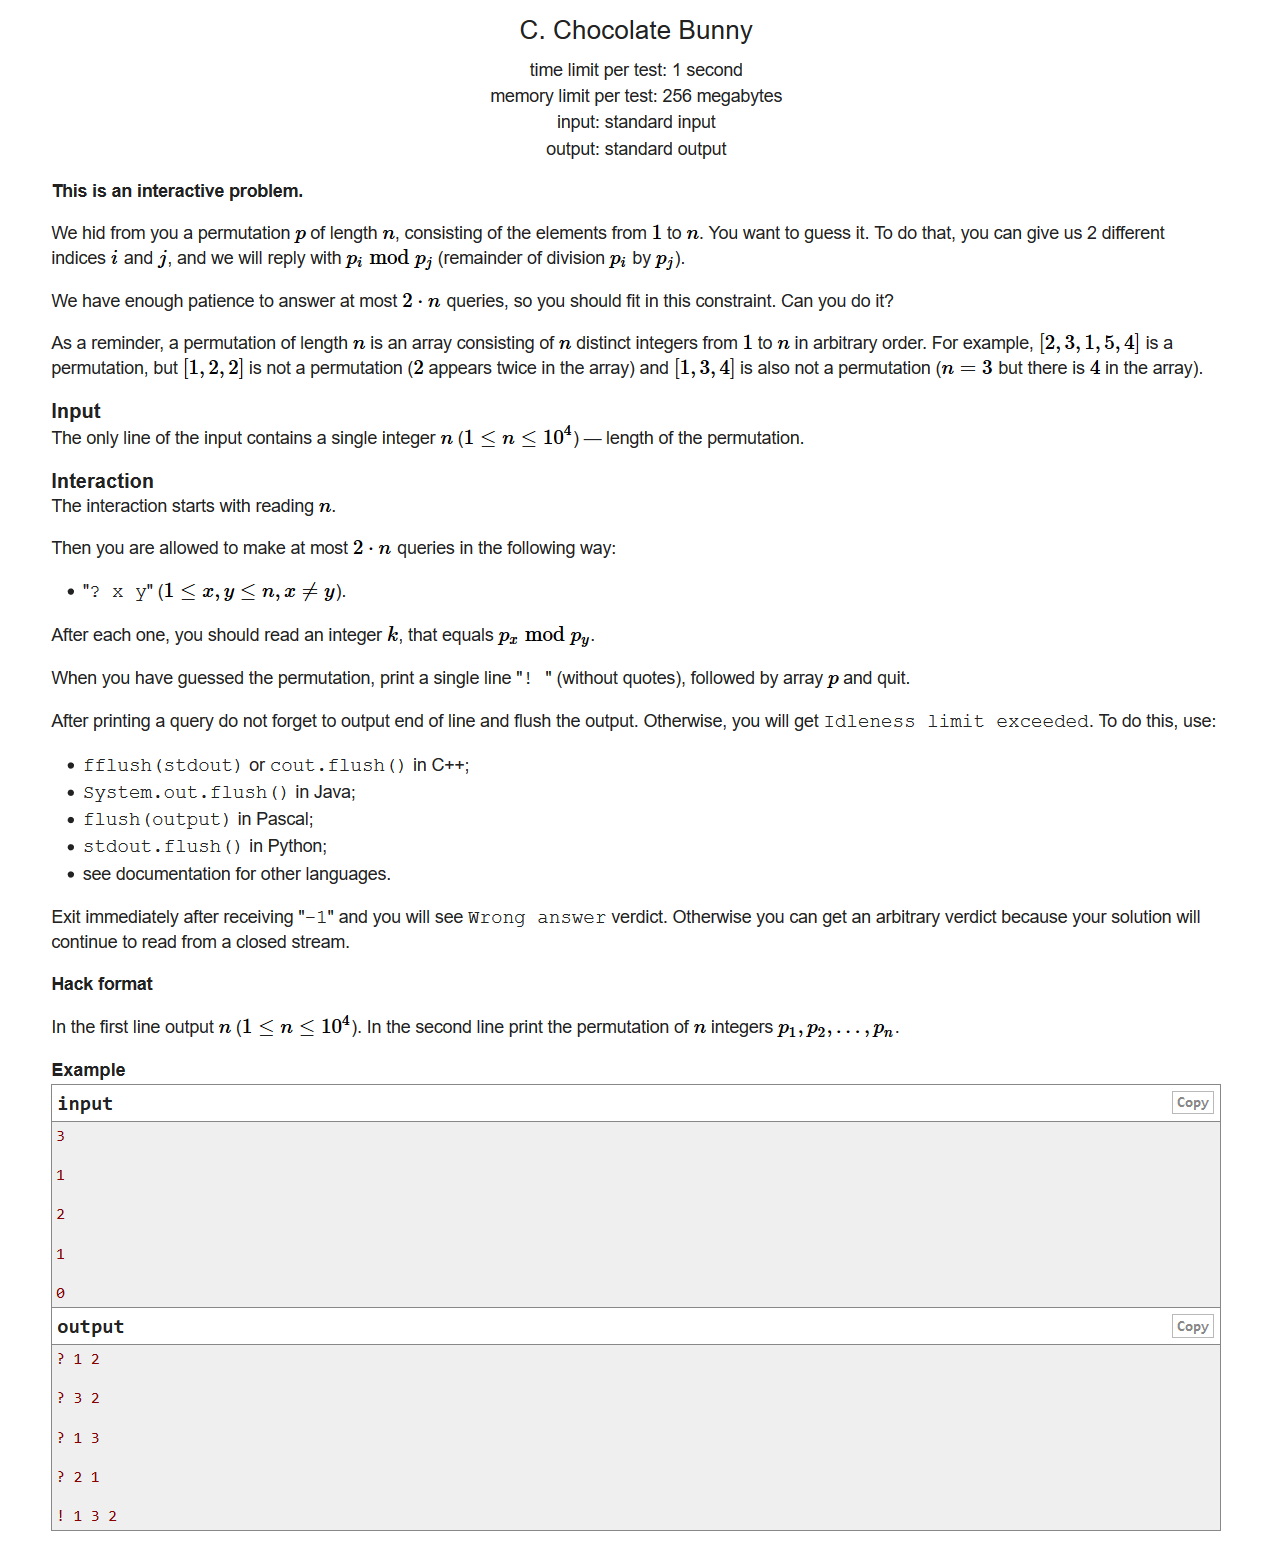 C. Chocolate Bunny
time limit per test: 1 second
memory limit per test: 256 megabytes
input: standard input
output: standard output
This is an interactive problem.
We hid from you a permutation p of length n, consisting of the elements from 1 to n. You want to guess it. To do that, you can give us 2 different
indices i and j, and we will reply with p_i mod p_j (remainder of division p_i by p_j).
We have enough patience to answer at most 2 · n queries, so you should fit in this constraint. Can you do it?
As a reminder, a permutation of length n is an array consisting of n distinct integers from 1 to n in arbitrary order. For example, [2, 3, 1, 5, 4] is a
permutation, but [1, 2, 2] is not a permutation (2 appears twice in the array) and [1, 3, 4] is also not a permutation (n = 3 but there is 4 in the array).
Input
The only line of the input contains a single integer n (1 ≤ n ≤ 10^4) — length of the permutation.
Interaction
The interaction starts with reading n.
Then you are allowed to make at most 2 · n queries in the following way:
• "? x y" (1 ≤ x, y ≤ n, x ≠ y).
After each one, you should read an integer k, that equals p_x mod p_y.
When you have guessed the permutation, print a single line "! " (without quotes), followed by array p and quit.
After printing a query do not forget to output end of line and flush the output. Otherwise, you will get Idleness limit exceeded. To do this, use:
• fflush(stdout) or cout.flush() in C++;
• System.out.flush() in Java;
• flush(output) in Pascal;
• stdout.flush() in Python;
• see documentation for other languages.
Exit immediately after receiving "-1" and you will see Wrong answer verdict. Otherwise you can get an arbitrary verdict because your solution will
continue to read from a closed stream.
Hack format
In the first line output n (1 ≤ n ≤ 10^4). In the second line print the permutation of n integers p_1, p_2, . . . , p_n.
Example
input Copy
3
1
2
1
0
output Copy
? 1 2
? 3 2
? 1 3
? 2 1
! 1 3 2